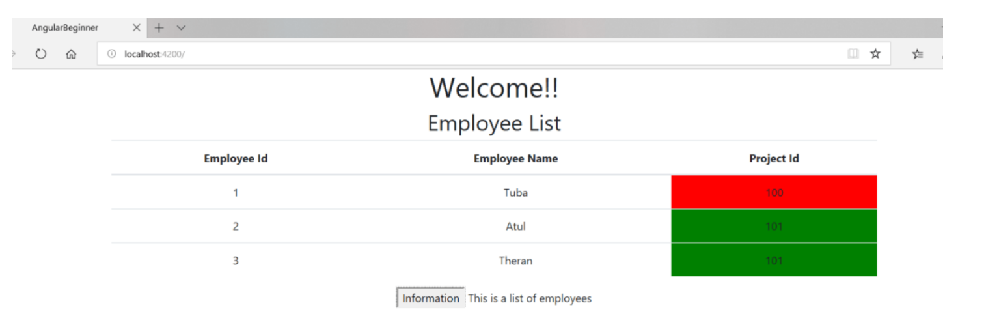 AngularBeginner
localhost:4200/
Welcome!!
Employee List
Employee Id Employee Name Project Id
1 Tuba 100
2 Atul 101
3 Theran 101
Information This is a list of employees